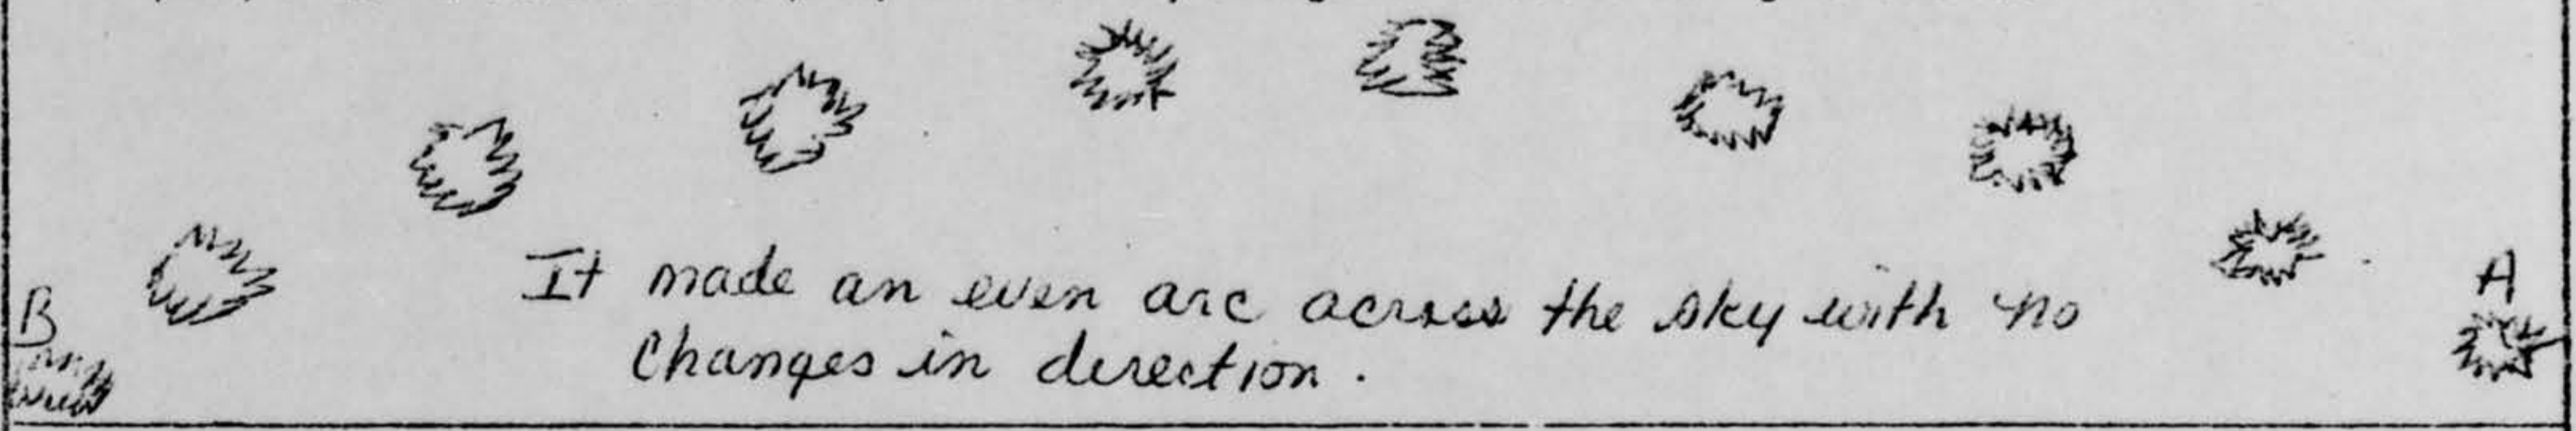 B
A
It made an even arc across the sky with no
Changes in direction.